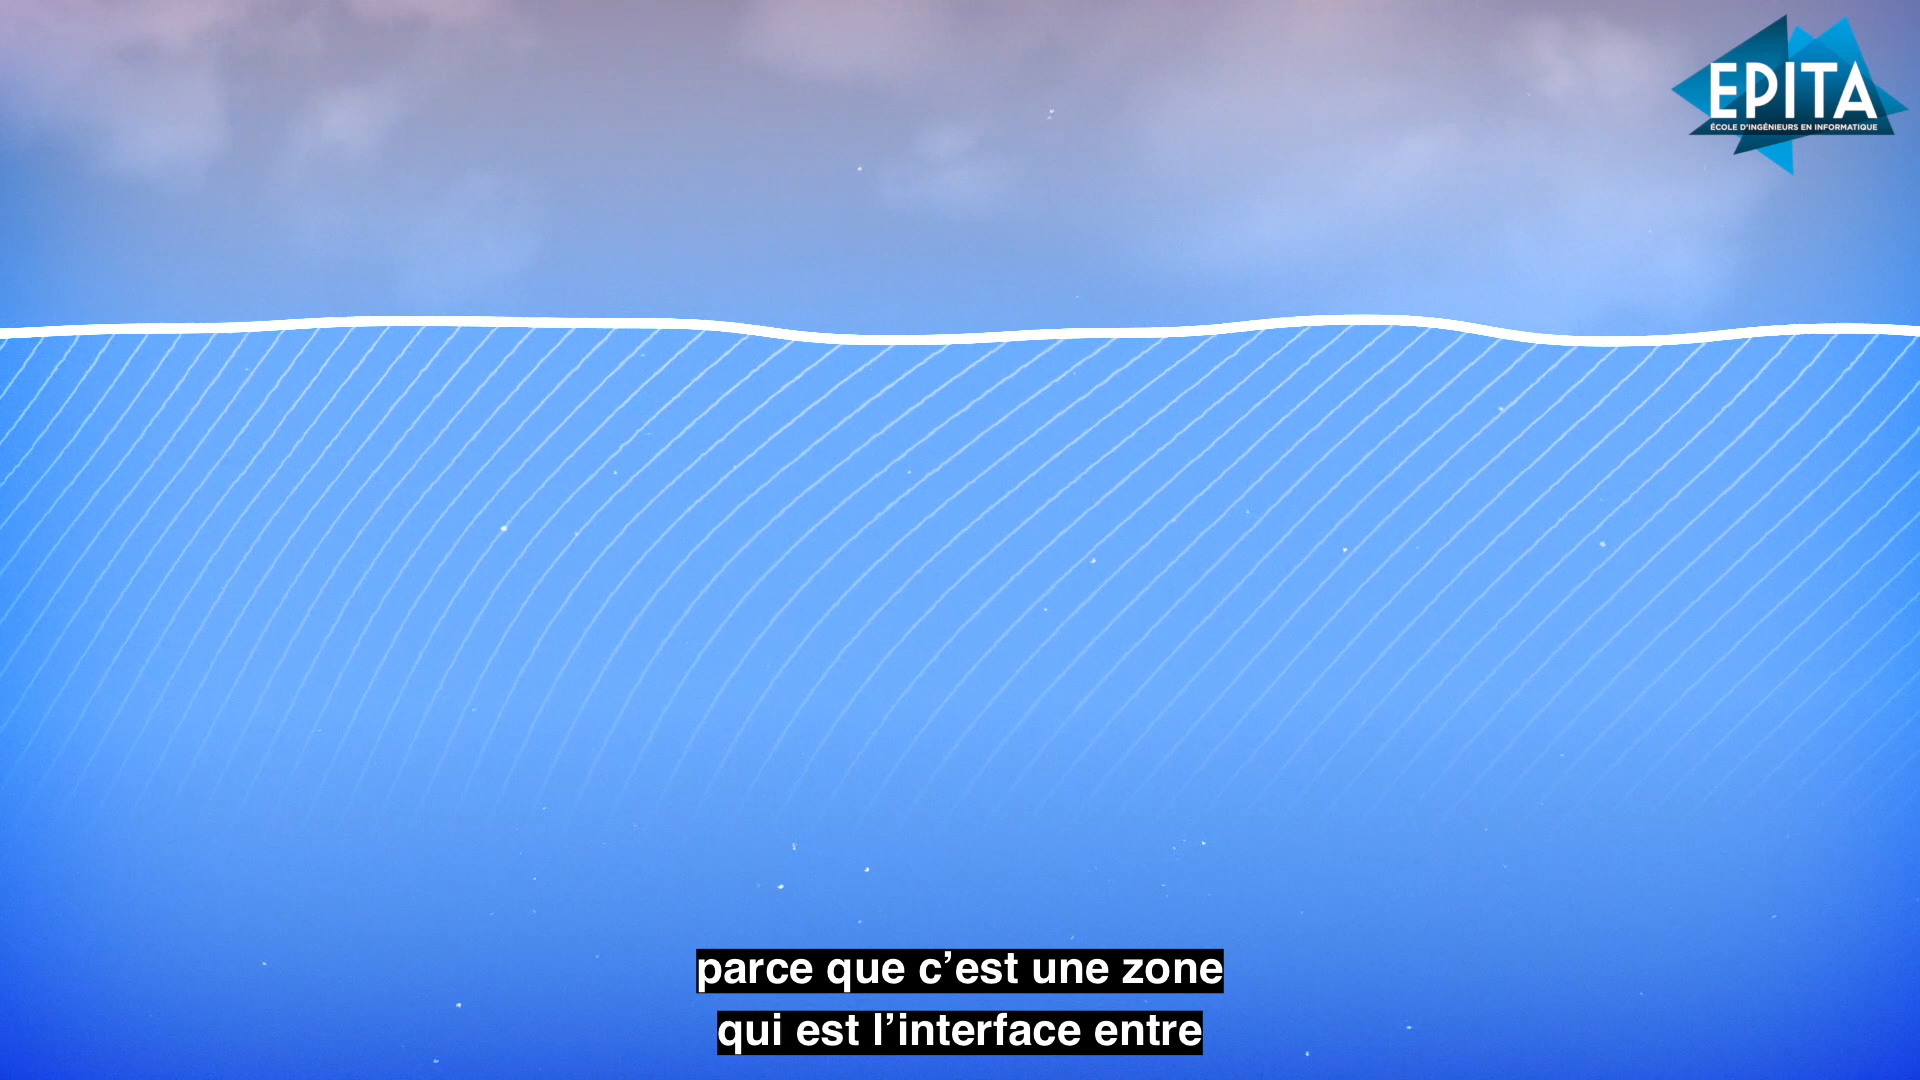 EPITA
ÉCOLE D'INGÉNIEURS EN INFORMATIQUE
parce que c’est une zone
qui est l’interface entre